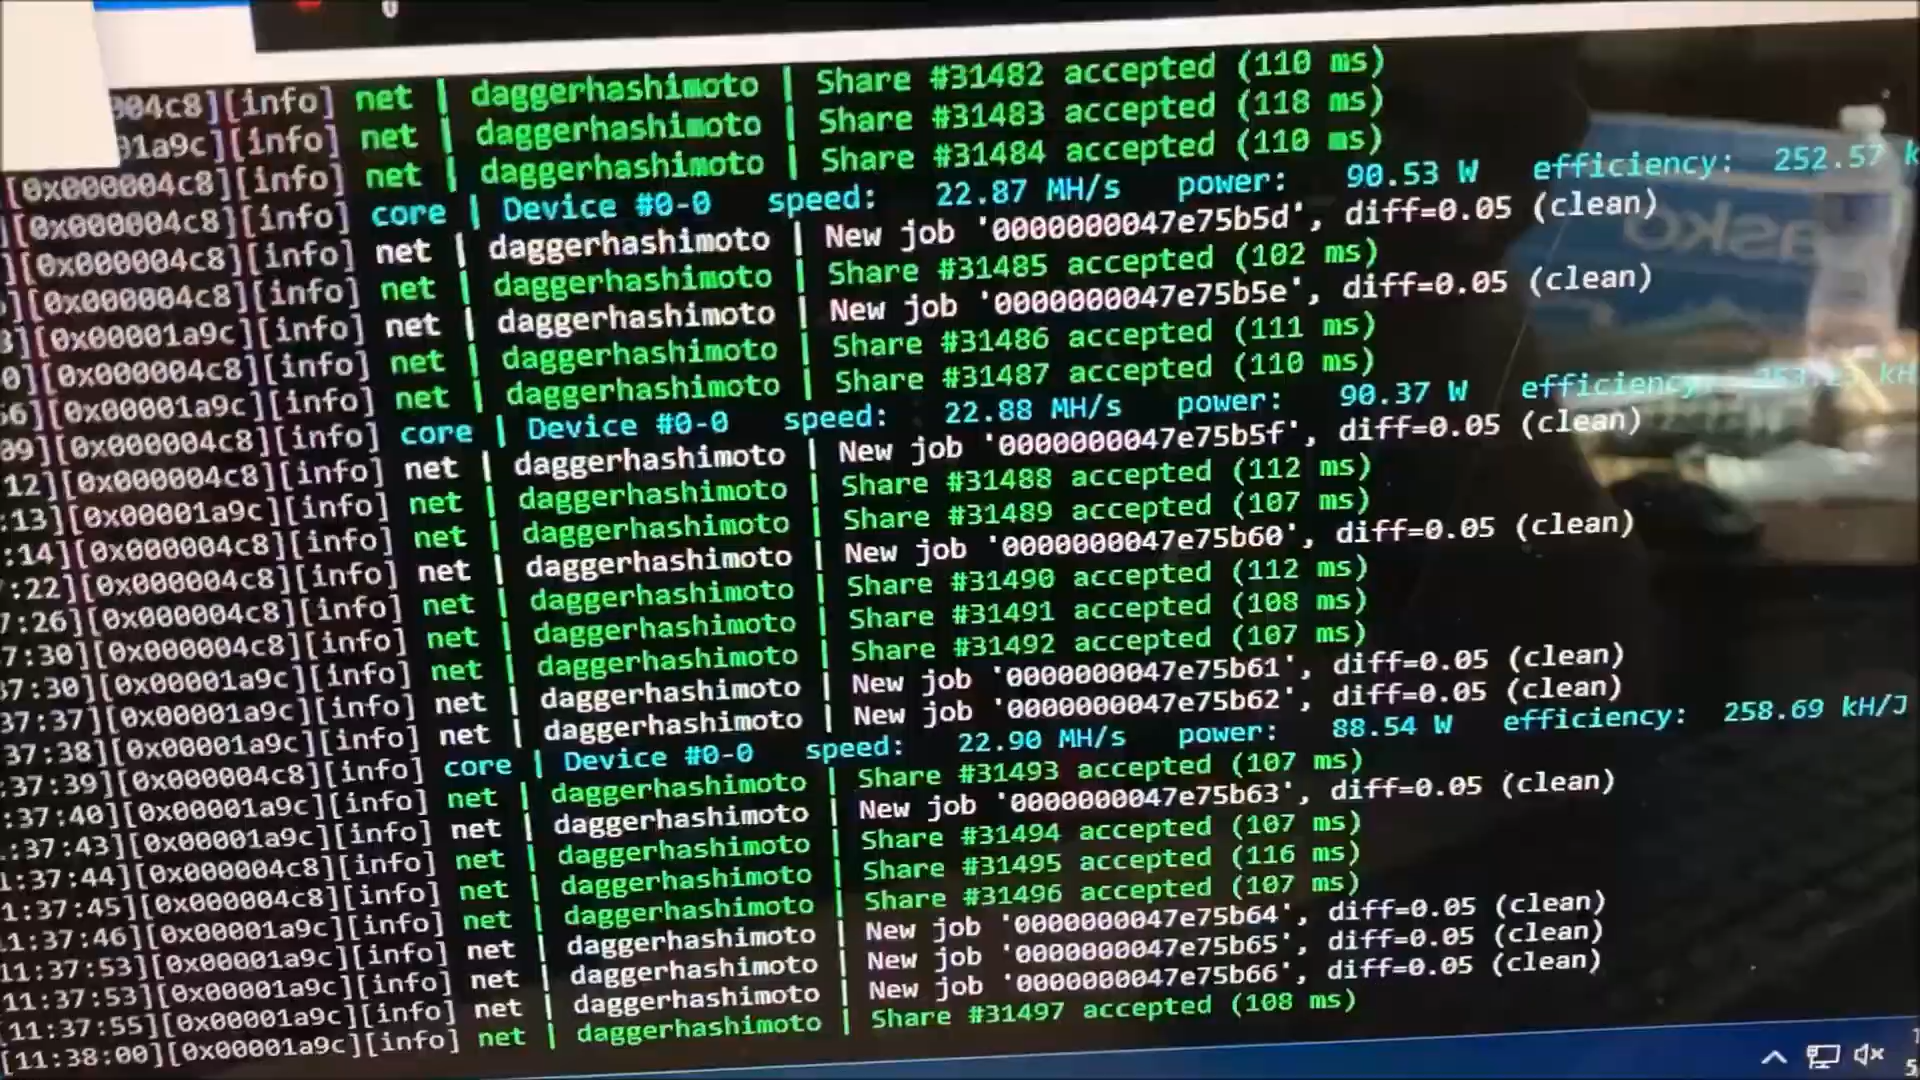 0
004c8][info] net | daggerhashimoto | Share #31482 accepted (110 ms)
01a9c][info] net | daggerhashimoto | Share #31483 accepted (118 ms)
[0x000004c8][info] net | daggerhashimoto | Share #31484 accepted (110 ms)
][0x000004c8][info] core | Device #0-0 speed: 22.87 MH/s power: 90.53 W efficiency: 252.57 k
][0x000004c8][info] net | daggerhashimoto | New job '0000000047e75b5d', diff=0.05 (clean)
][0x000004c8][info] net | daggerhashimoto | Share #31485 accepted (102 ms)
3][0x00001a9c][info] net | daggerhashimoto | New job '0000000047e75b5e', diff=0.05 (clean)
0][0x000004c8][info] net | daggerhashimoto | Share #31486 accepted (111 ms)
56][0x00001a9c][info] net | daggerhashimoto | Share #31487 accepted (110 ms)
09][0x000004c8][info] core | Device #0-0 speed: 22.88 MH/s power: 90.37 W efficiency: kH
12][0x000004c8][info] net | daggerhashimoto | New job '0000000047e75b5f', diff=0.05 (clean)
:13][0x00001a9c][info] net | daggerhashimoto | Share #31488 accepted (112 ms)
:14][0x000004c8][info] net | daggerhashimoto | Share #31489 accepted (107 ms)
:22][0x000004c8][info] net | daggerhashimoto | New job '0000000047e75b60', diff=0.05 (clean)
7:26][0x000004c8][info] net | daggerhashimoto | Share #31490 accepted (112 ms)
7:30][0x000004c8][info] net | daggerhashimoto | Share #31491 accepted (108 ms)
37:30][0x00001a9c][info] net | daggerhashimoto | Share #31492 accepted (107 ms)
37:37][0x00001a9c][info] net | daggerhashimoto | New job '0000000047e75b61', diff=0.05 (clean)
37:38][0x00001a9c][info] net | daggerhashimoto | New job '0000000047e75b62', diff=0.05 (clean)
:37:39][0x000004c8][info] core | Device #0-0 speed: 22.90 MH/s power: 88.54 W efficiency: 258.69 kH/J
:37:40][0x00001a9c][info] net | daggerhashimoto | Share #31493 accepted (107 ms)
:37:43][0x00001a9c][info] net | daggerhashimoto | New job '0000000047e75b63', diff=0.05 (clean)
1:37:44][0x000004c8][info] net | daggerhashimoto | Share #31494 accepted (107 ms)
1:37:45][0x000004c8][info] net | daggerhashimoto | Share #31495 accepted (116 ms)
11:37:46][0x00001a9c][info] net | daggerhashimoto | Share #31496 accepted (107 ms)
11:37:53][0x00001a9c][info] net | daggerhashimoto | New job '0000000047e75b64', diff=0.05 (clean)
11:37:53][0x00001a9c][info] net | daggerhashimoto | New job '0000000047e75b65', diff=0.05 (clean)
[11:37:55][0x00001a9c][info] net | daggerhashimoto | New job '0000000047e75b66', diff=0.05 (clean)
[11:38:00][0x00001a9c][info] net | daggerhashimoto | Share #31497 accepted (108 ms)